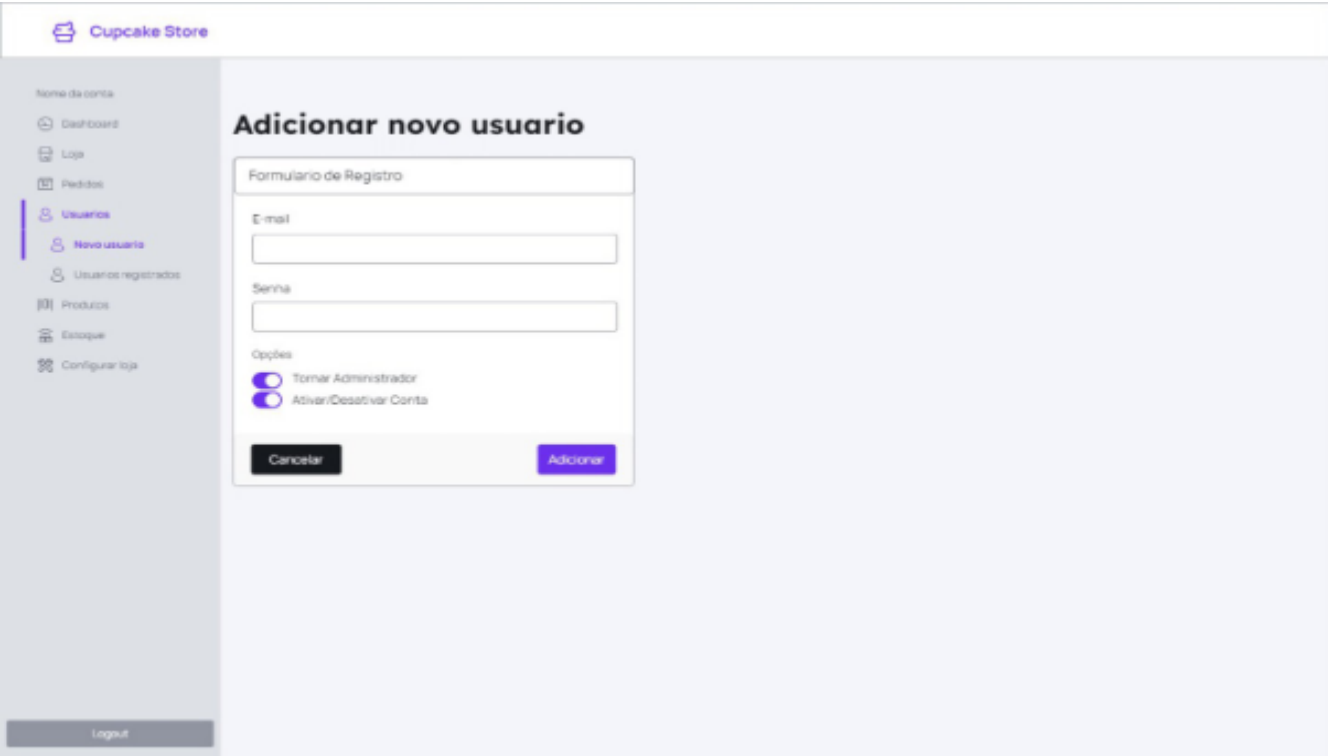 Cupcake Store
Nome da conta
Dashboard
Loja
Pedidos
Usuarios
Novo usuario
Usuarios registrados
Produtos
Estoque
Configurar loja
Logout
Adicionar novo usuario
Formulario de Registro
E-mail
Senha
Opções
Tornar Administrador
Ativar/Desativar Conta
Cancelar
Adicionar